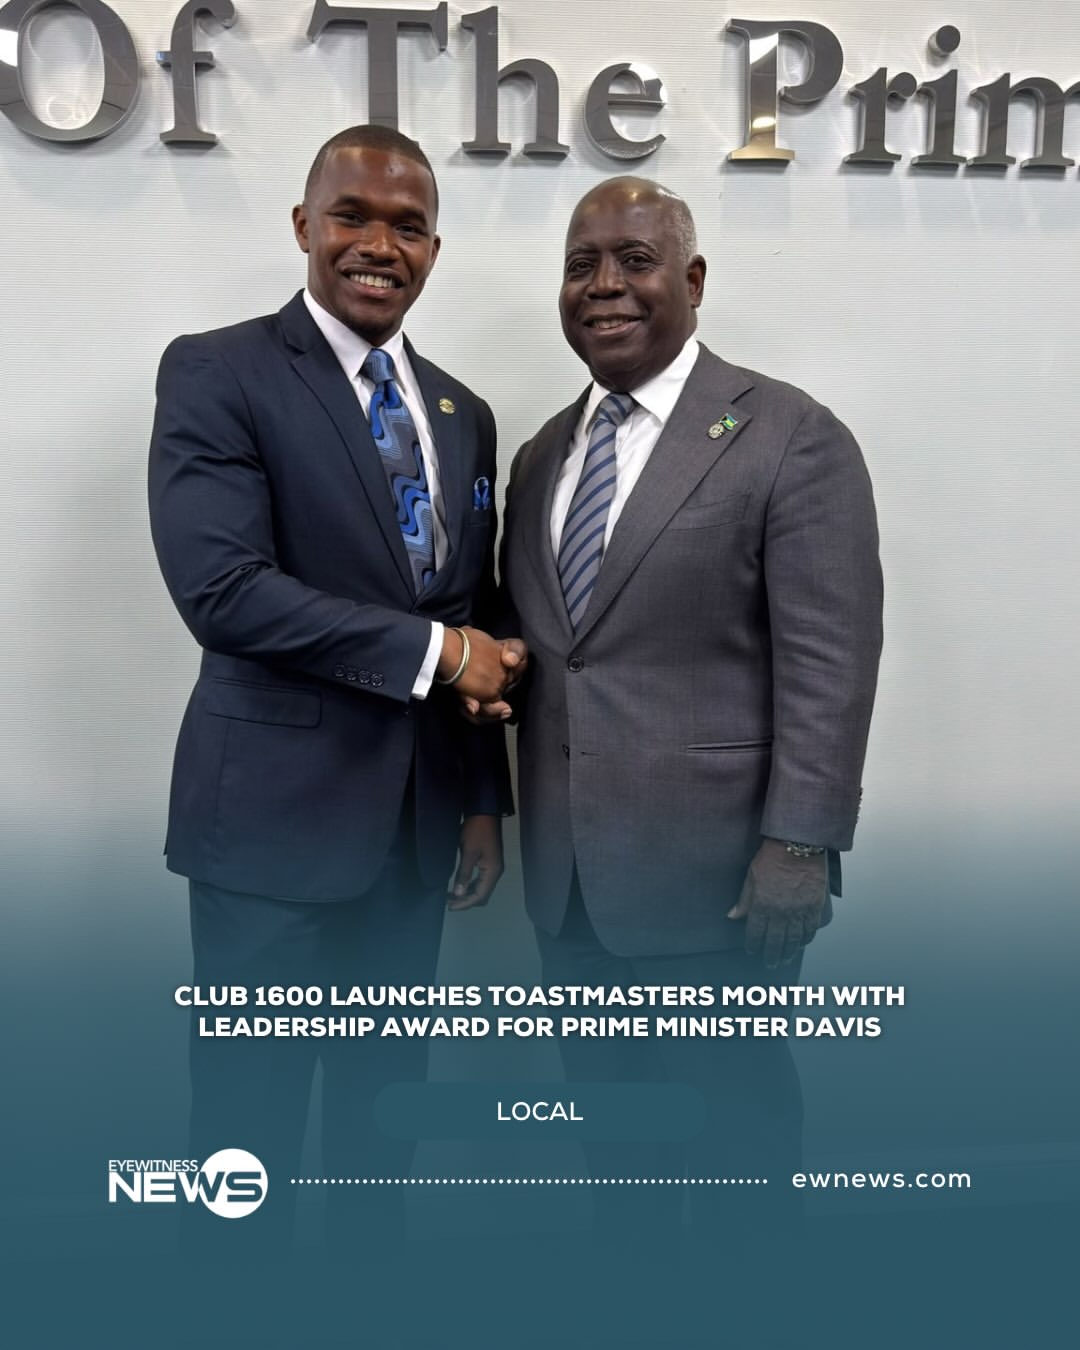 Of The Prim
CLUB 1600 LAUNCHES TOASTMASTERS MONTH WITH
LEADERSHIP AWARD FOR PRIME MINISTER DAVIS
LOCAL
EYEWITNESS
NEWS
ewnews.com